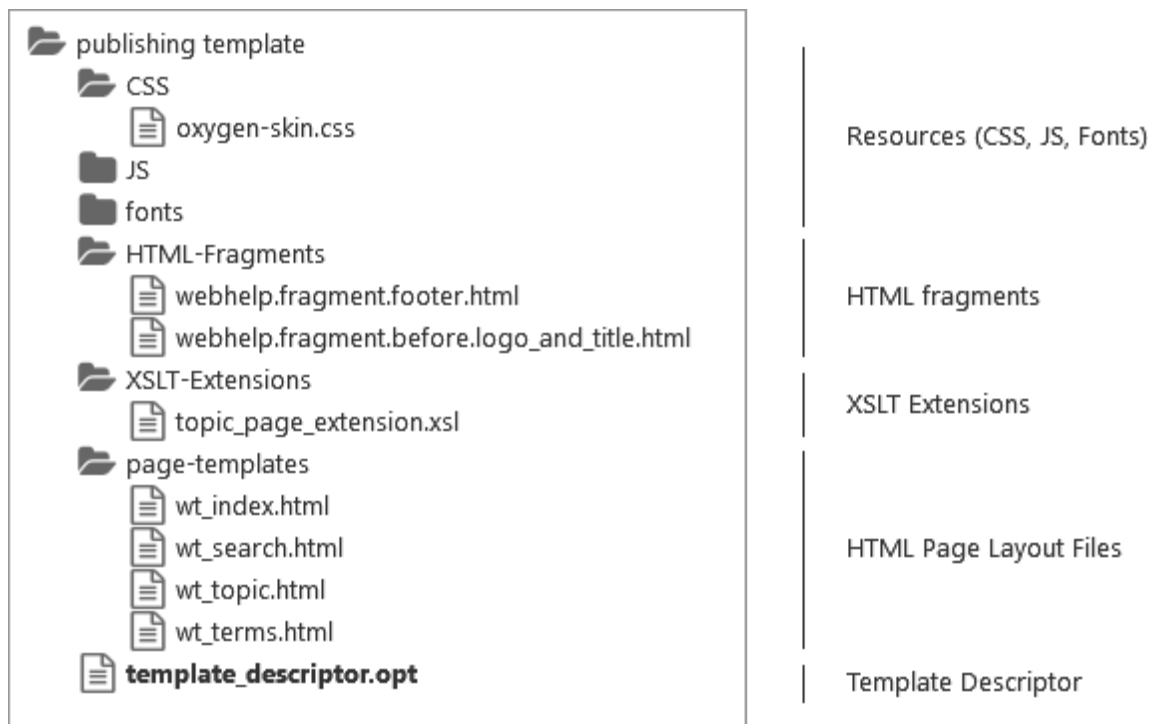 publishing template
CSS
oxygen-skin.css
JS
fonts
HTML-Fragments
webhelp.fragment.footer.html
webhelp.fragment.before.logo_and_title.html
XSLT-Extensions
topic_page_extension.xsl
page-templates
wt_index.html
wt_search.html
wt_topic.html
wt_terms.html
template_descriptor.opt
Resources (CSS, JS, Fonts)
HTML fragments
XSLT Extensions
HTML Page Layout Files
Template Descriptor